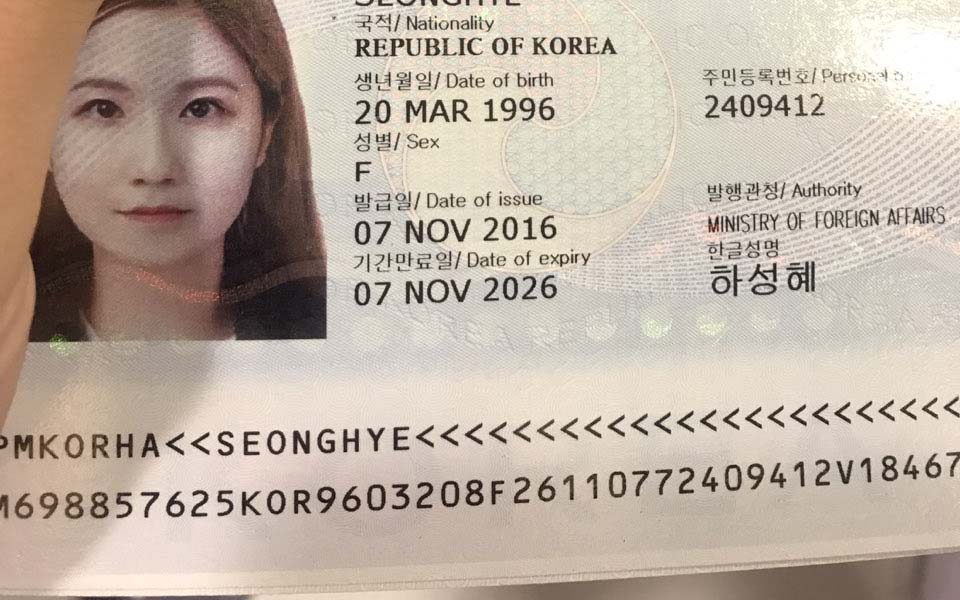 SEONGHYE
국적/ Nationality
REPUBLIC OF KOREA
생년월일/ Date of birth
20 MAR 1996
주민등록번호/
2409412
성별/ Sex
F
발급일/ Date of issue
07 NOV 2016
발행관청/ Authority
MINISTRY OF FOREIGN AFFAIRS
기간만료일/ Date of expiry
07 NOV 2026
한글성명
하성혜
PMKORHA<<SEONGHYE<<<<<<<<<<<<<<<<<<<<<<<
M698857625KOR9603208F26110772409412V18467